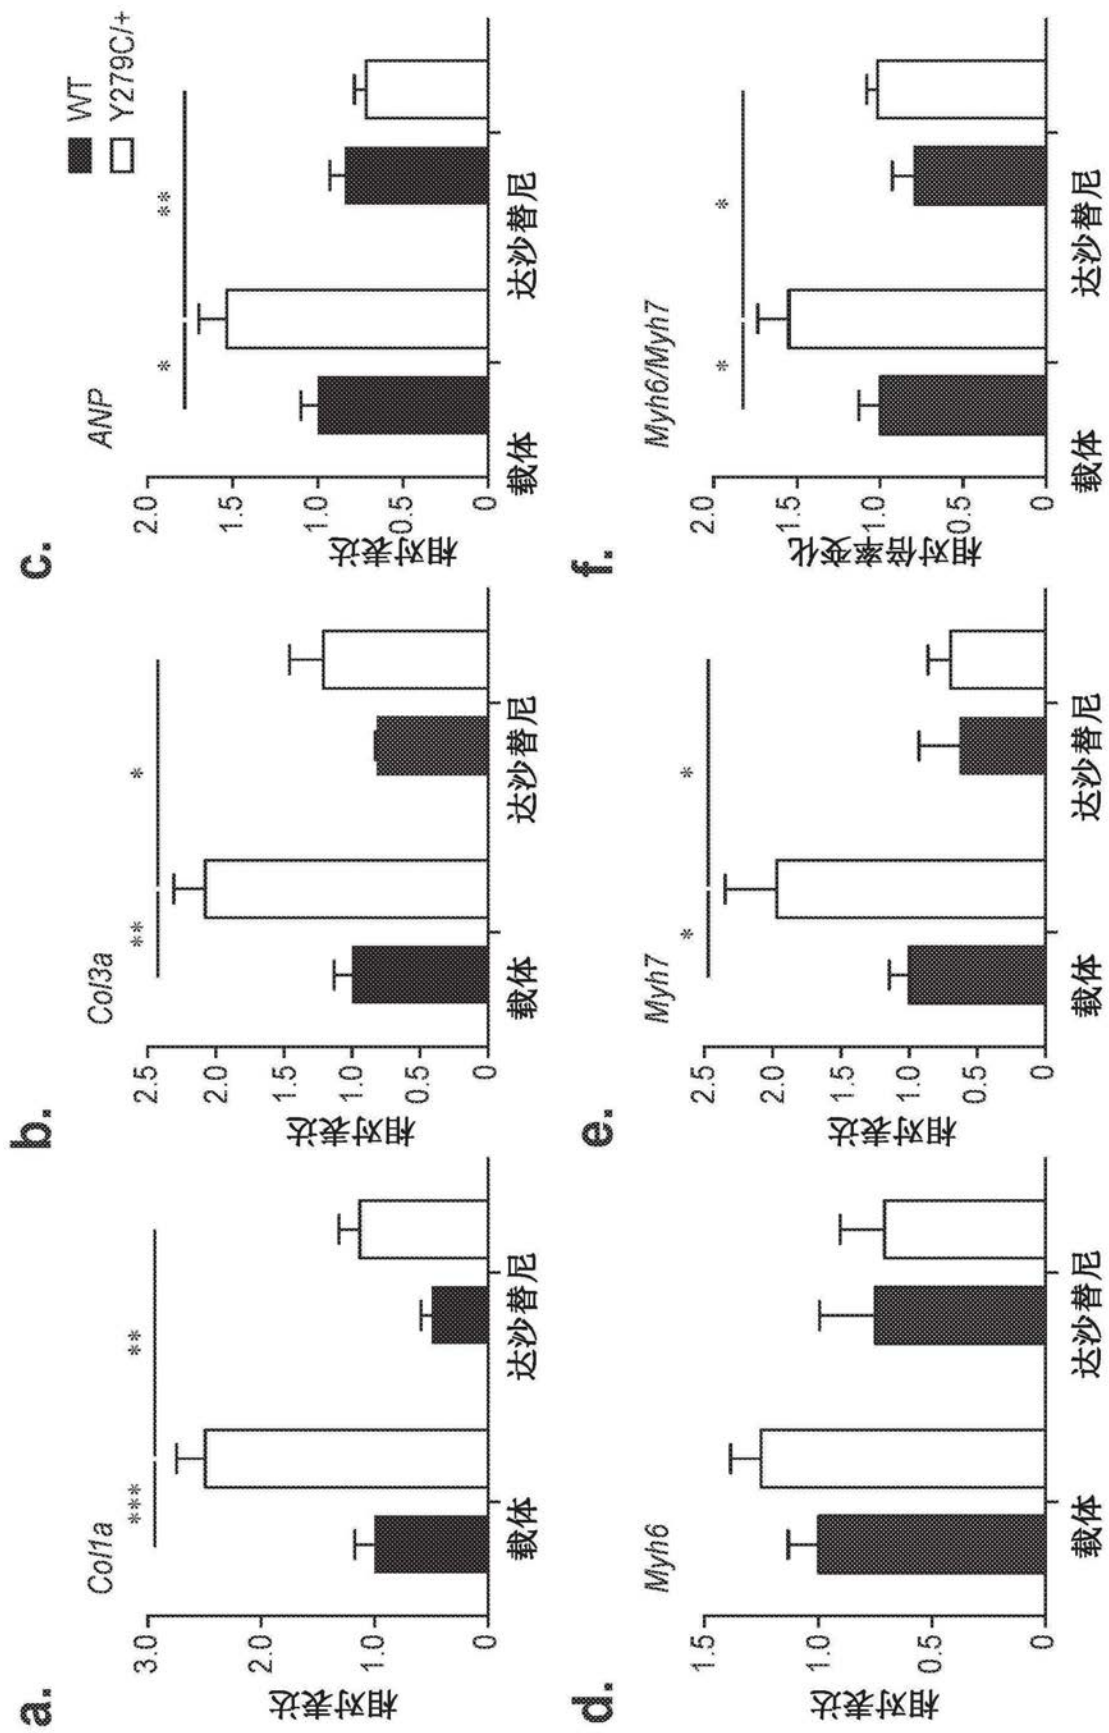 a.
Col1a
***
**
相对表达
3.0
2.0
1.0
0
载体
达沙替尼
b.
Col3a
**
*
相对表达
2.5
2.0
1.5
1.0
0.5
0
载体
达沙替尼
c.
ANP
*
**
WT
Y279C/+
相对表达
2.0
1.5
1.0
0.5
0
载体
达沙替尼
d.
Myh6
相对表达
1.5
1.0
0.5
0
载体
达沙替尼
e.
Myh7
*
*
相对表达
2.5
2.0
1.5
1.0
0.5
0
载体
达沙替尼
f.
Myh6/Myh7
*
*
相对倍率变化
2.0
1.5
1.0
0.5
0
载体
达沙替尼